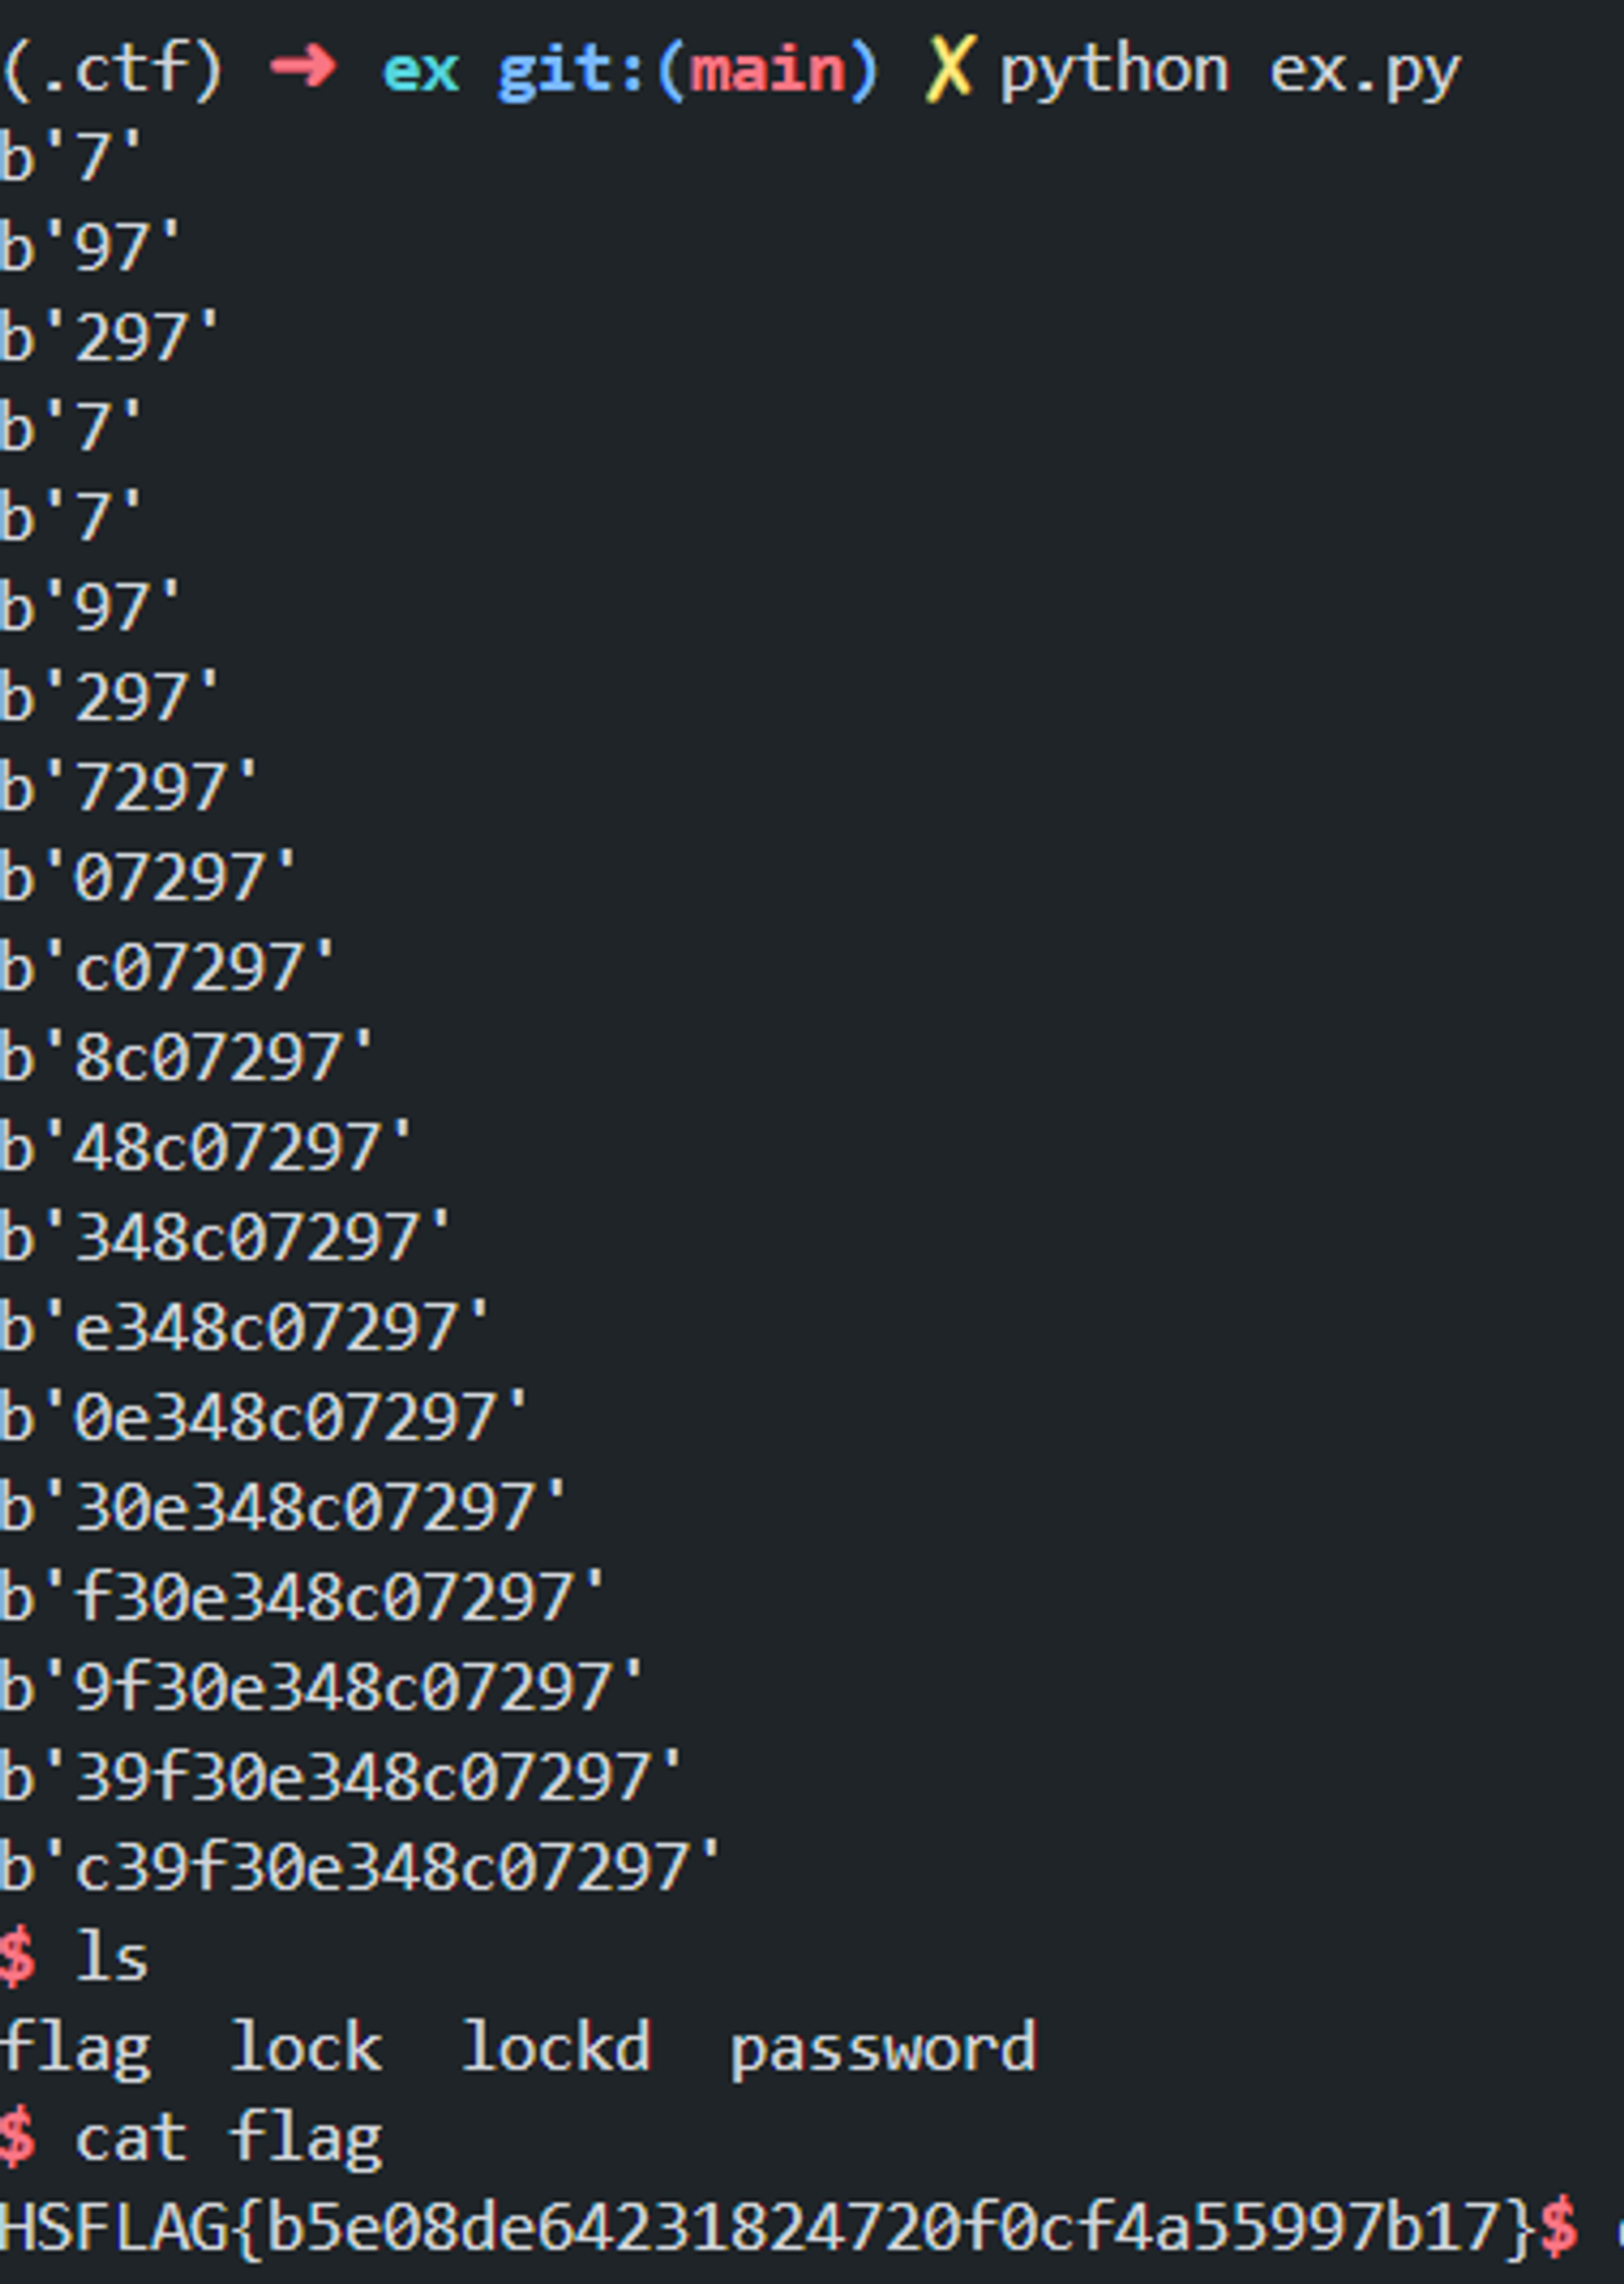 (.ctf) ➜ ex git:(main) ✗ python ex.py
b'7'
b'97'
b'297'
b'7'
b'7'
b'97'
b'297'
b'7297'
b'07297'
b'c07297'
b'8c07297'
b'48c07297'
b'348c07297'
b'e348c07297'
b'0e348c07297'
b'30e348c07297'
b'f30e348c07297'
b'9f30e348c07297'
b'39f30e348c07297'
b'c39f30e348c07297'
$ ls
flag  lock  lockd  password
$ cat flag
HSFLAG{b5e08de64231824720f0cf4a55997b17}$